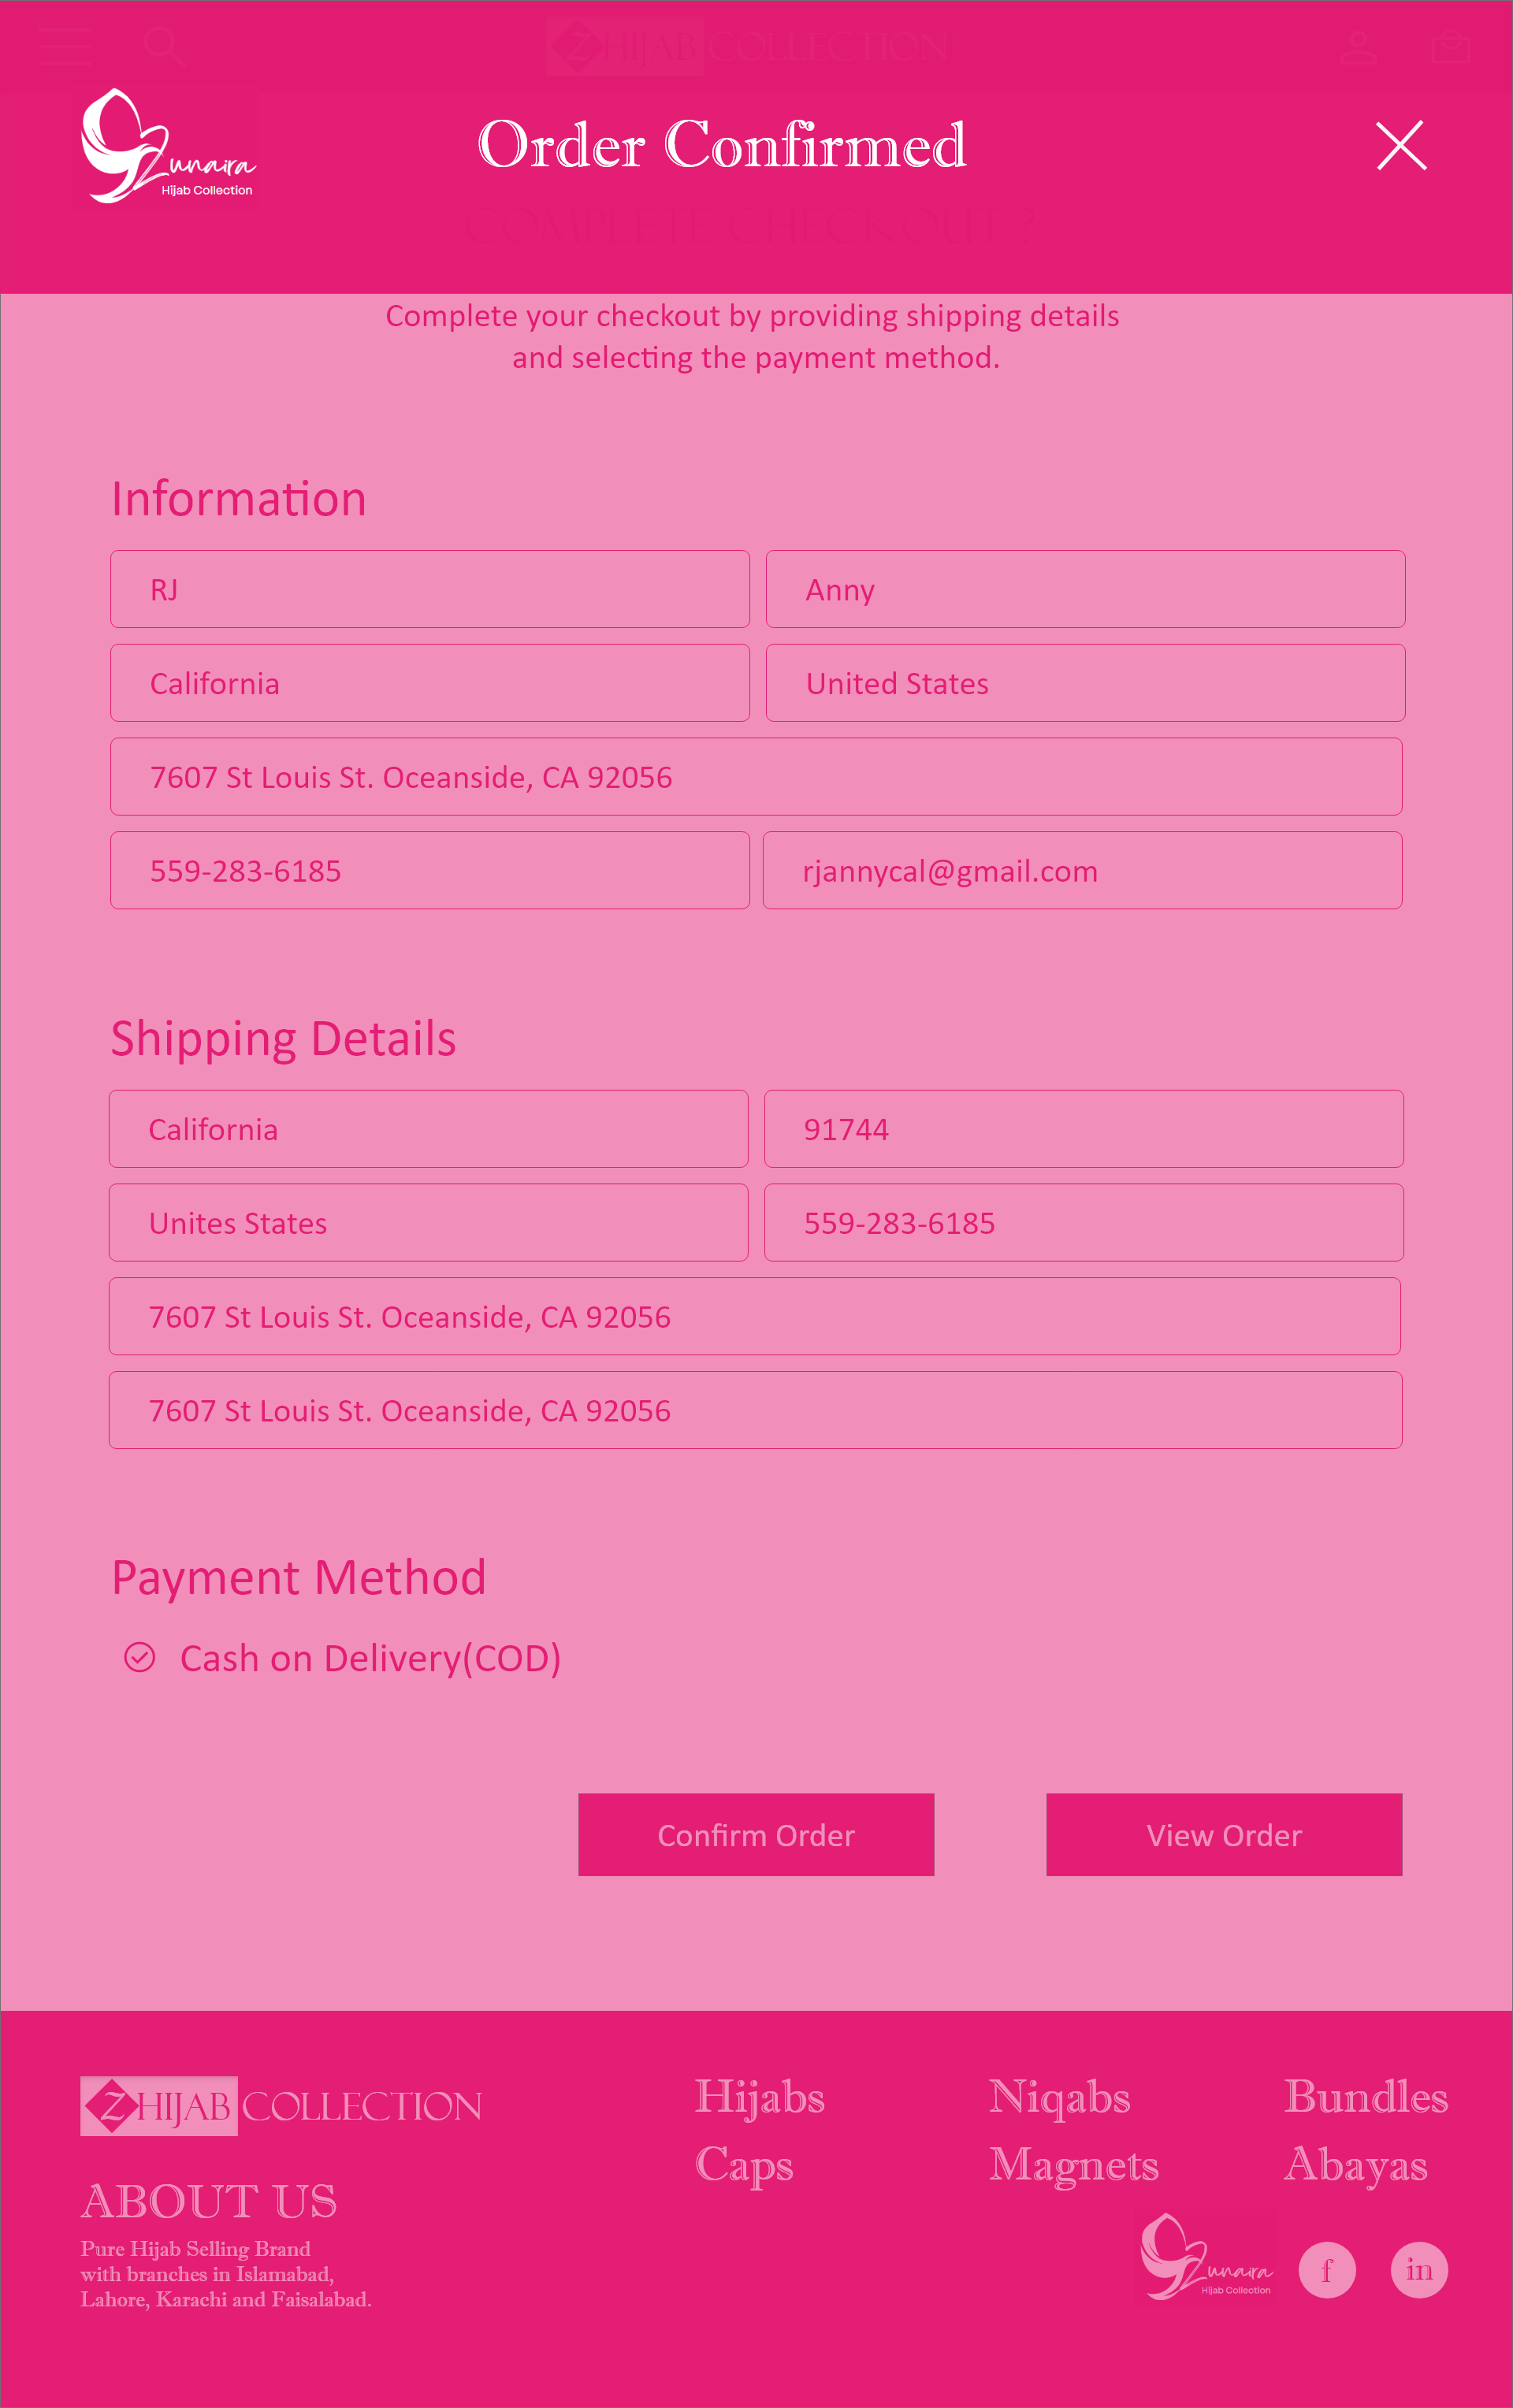 Z HIJAB COLLECTION
Zunaira
Hijab Collection
Order Confirmed
COMPLETE CHECKOUT ?
Complete your checkout by providing shipping details
and selecting the payment method.
Information
RJ
Anny
California
United States
7607 St Louis St. Oceanside, CA 92056
559-283-6185
rjannycal@gmail.com
Shipping Details
California
91744
Unites States
559-283-6185
7607 St Louis St. Oceanside, CA 92056
7607 St Louis St. Oceanside, CA 92056
Payment Method
Cash on Delivery(COD)
Confirm Order
View Order
Z HIJAB COLLECTION
Hijabs
Niqabs
Bundles
Caps
Magnets
Abayas
ABOUT US
Pure Hijab Selling Brand
with branches in Islamabad,
Lahore, Karachi and Faisalabad.
Zunaira
Hijab Collection
f
in